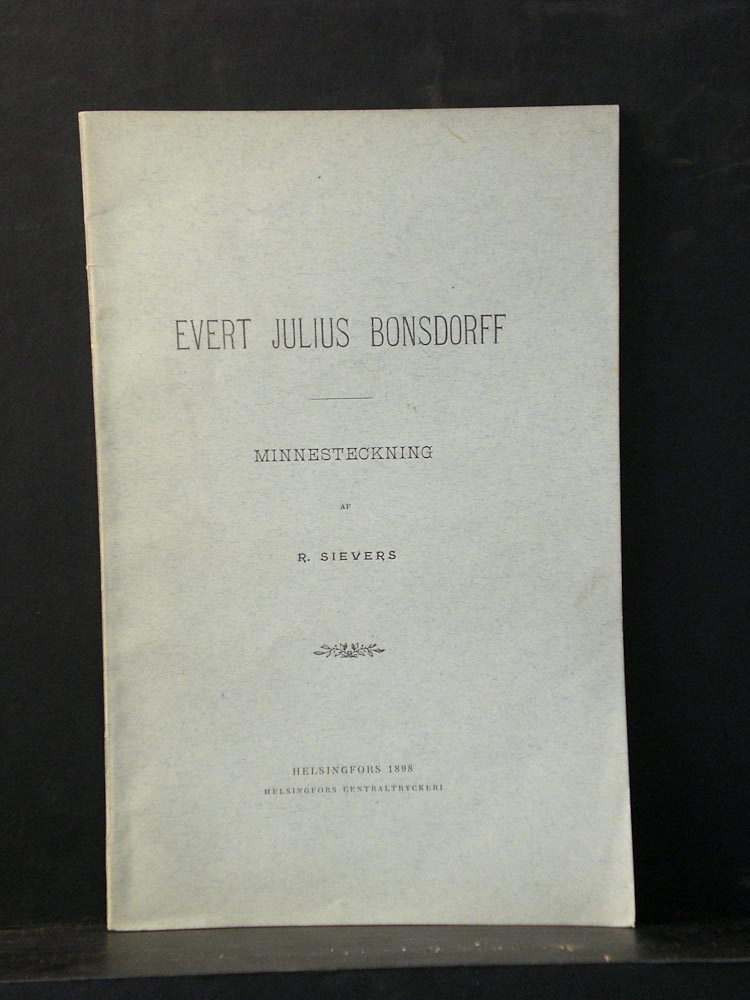 EVERT JULIUS BONSDORFF
MINNESTECKNING
AF
R. SIEVERS
HELSINGFORS 1898
HELSINGFORS CENTRALTRYCKERI